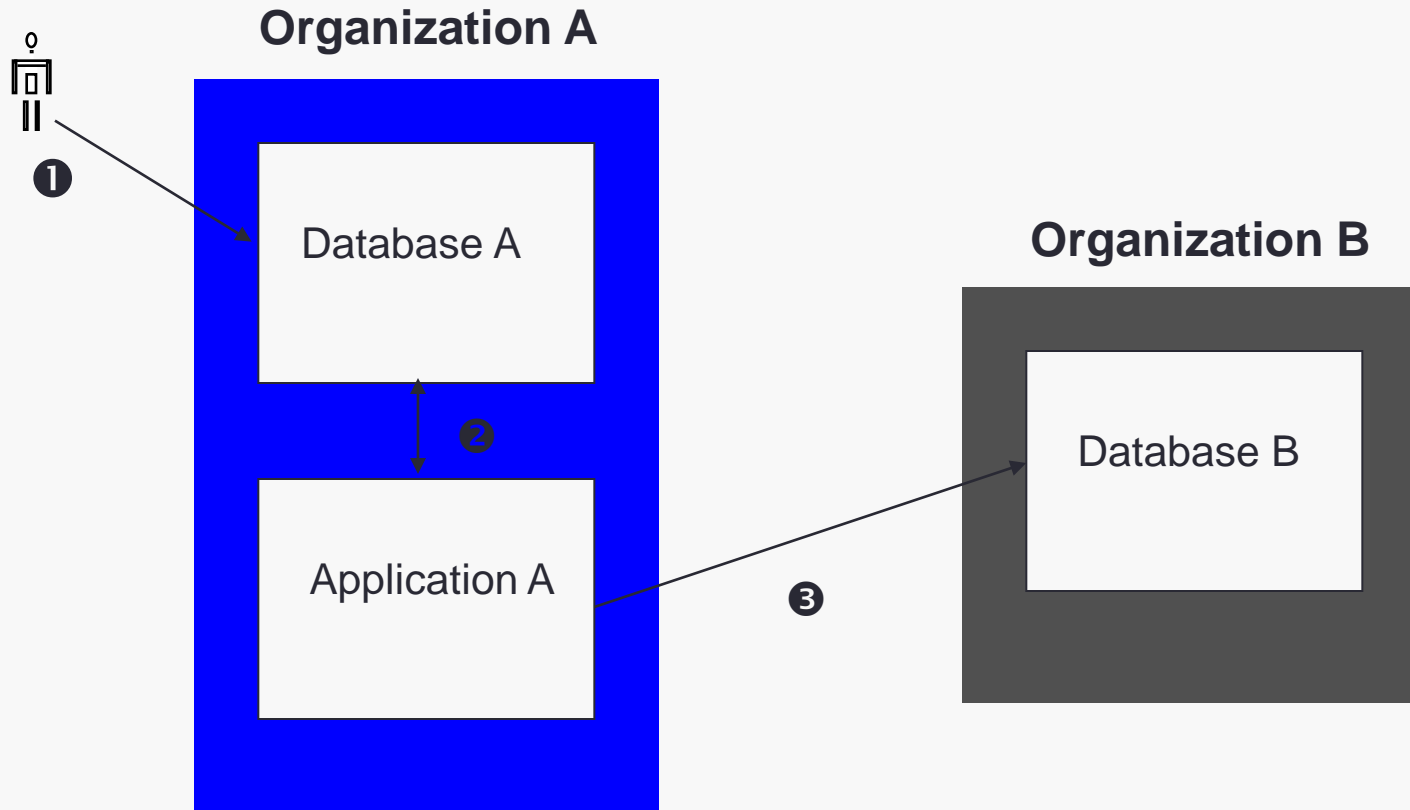 Organization A
❶
Database A
Organization B
❷
Database B
Application A
❸